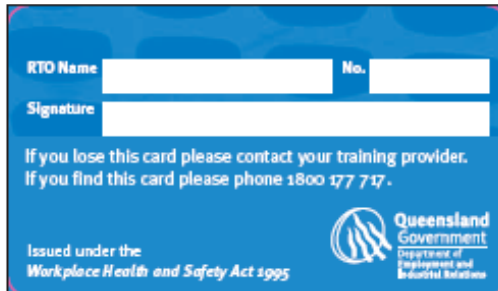 RTO Name No.
Signature
If you lose this card please contact your training provider.
If you find this card please phone 1800 177 717.
Issued under the
Workplace Health and Safety Act 1995
Queensland
Government
Department of
Employment and
Industrial Relations